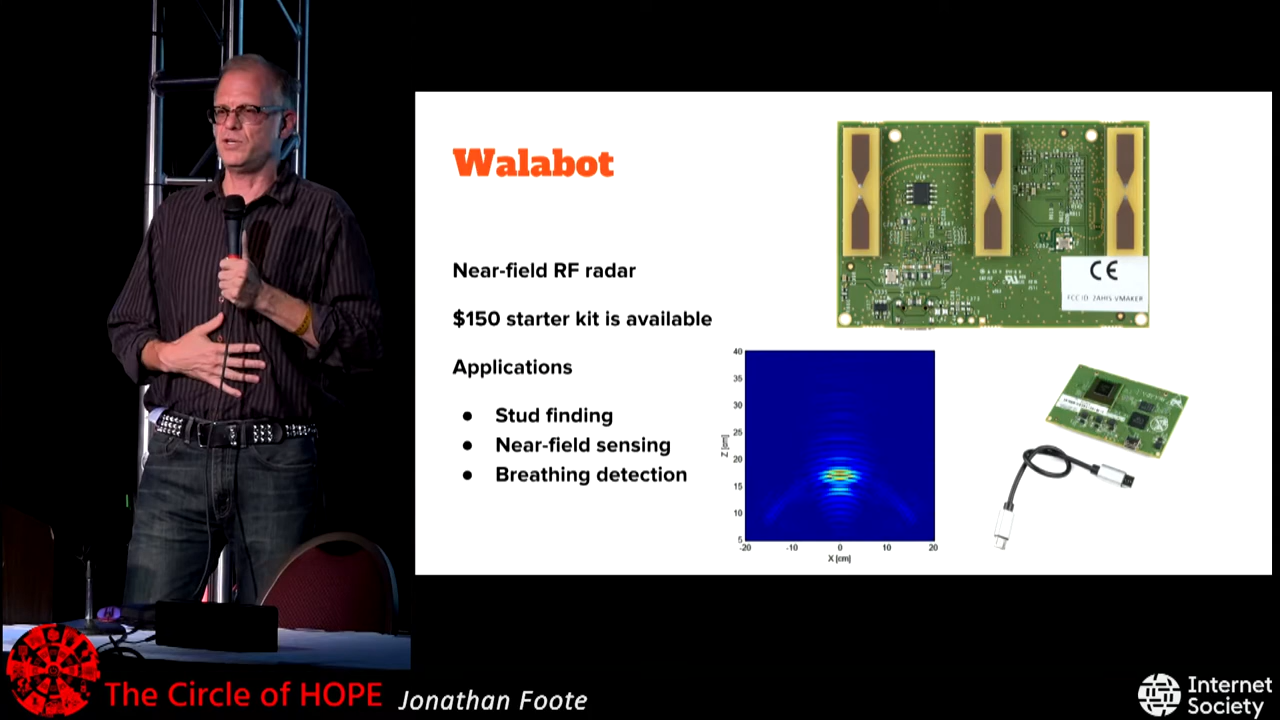 Walabot
Near-field RF radar
$150 starter kit is available
Applications
● Stud finding
● Near-field sensing
● Breathing detection
CE
FCC ID 2AHIS VMAKER
40
35
30
25
20
15
10
5
Z [cm]
-20 -10 0 10 20
X [cm]
The Circle of HOPE
Jonathan Foote
Internet
Society